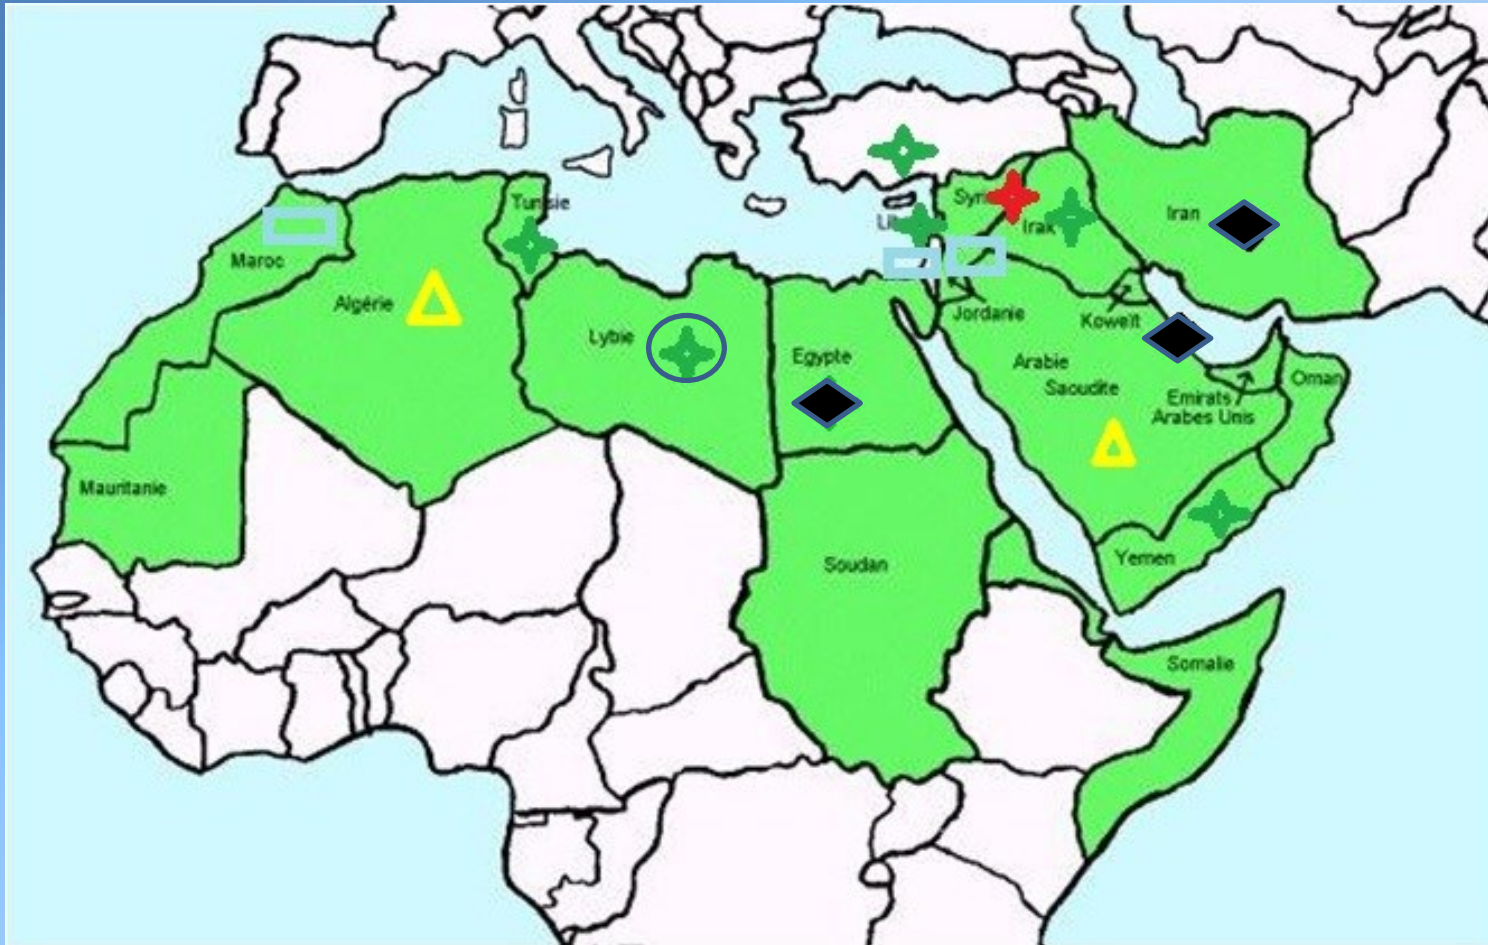 Tunisie
Iran
Irak
Maroc
Algérie
Jordanie
Koweït
Lybie
Egypte
Arabie
Saoudite
Oman
Emirats
Arabes Unis
Mauritanie
Yemen
Soudan
Somalie